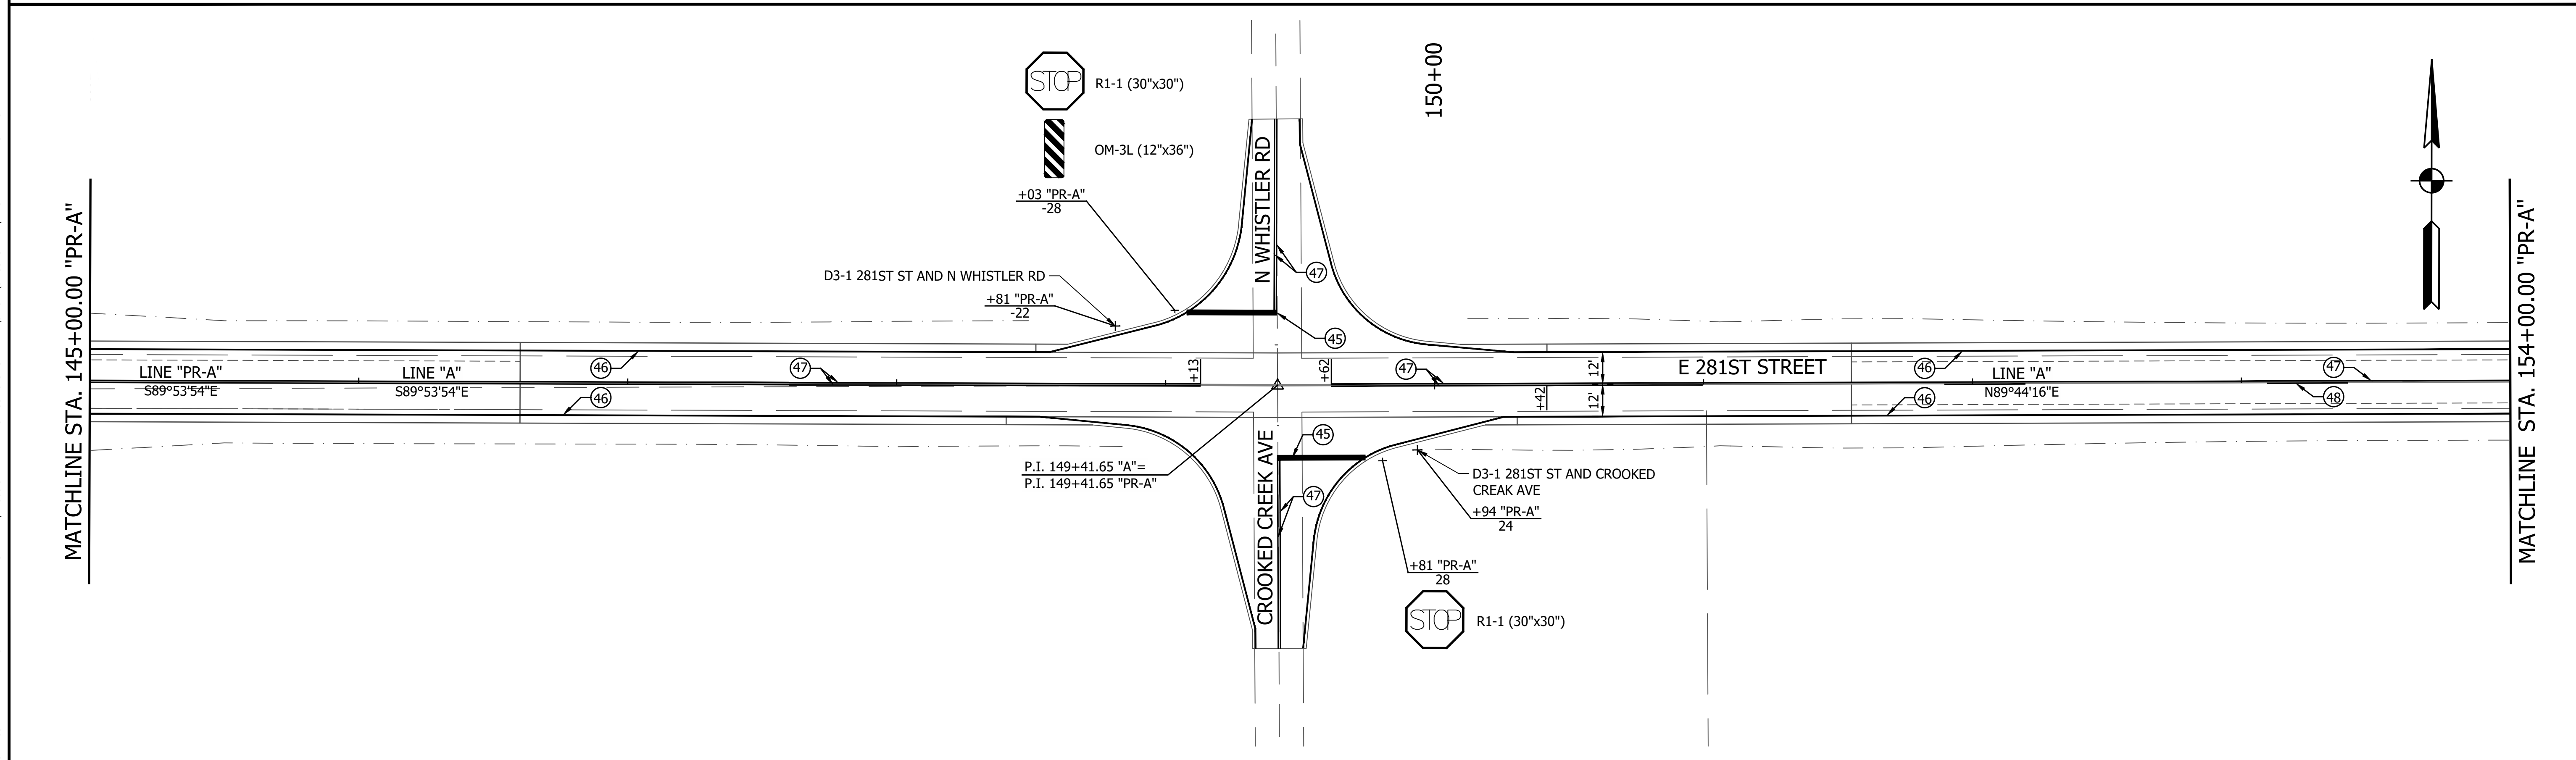 150+00
STOP
R1-1 (30"x30")
OM-3L (12"x36")
+03 "PR-A"
-28
D3-1 281ST ST AND N WHISTLER RD
+81 "PR-A"
-22
N WHISTLER RD
47
45
MATCHLINE STA. 145+00.00 "PR-A"
LINE "PR-A"
S89°53'54"E
LINE "A"
S89°53'54"E
46
46
47
+13
+62
47
+42
12'
12'
E 281ST STREET
46
46
LINE "A"
N89°44'16"E
47
48
MATCHLINE STA. 154+00.00 "PR-A"
P.I. 149+41.65 "A"=
P.I. 149+41.65 "PR-A"
CROOKED CREEK AVE
45
47
D3-1 281ST ST AND CROOKED
CREAK AVE
+94 "PR-A"
24
+81 "PR-A"
28
STOP
R1-1 (30"x30")